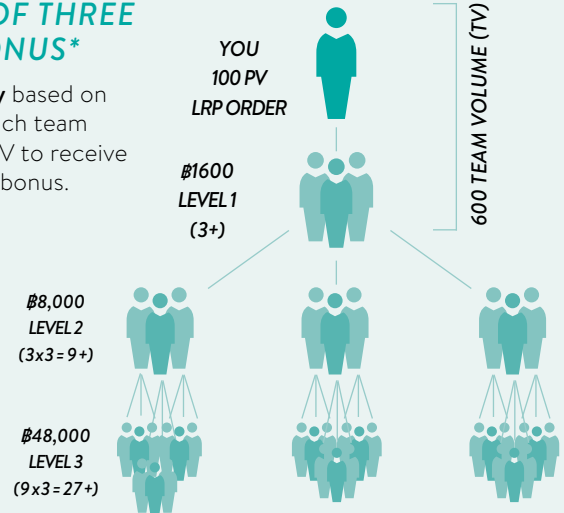 OF THREE
ONUS*
y based on
ch team
V to receive
bonus.
YOU
100 PV
LRP ORDER
600 TEAM VOLUME (TV)
฿1600
LEVEL 1
(3+)
฿8,000
LEVEL 2
(3x3=9+)
฿48,000
LEVEL 3
(9x3=27+)